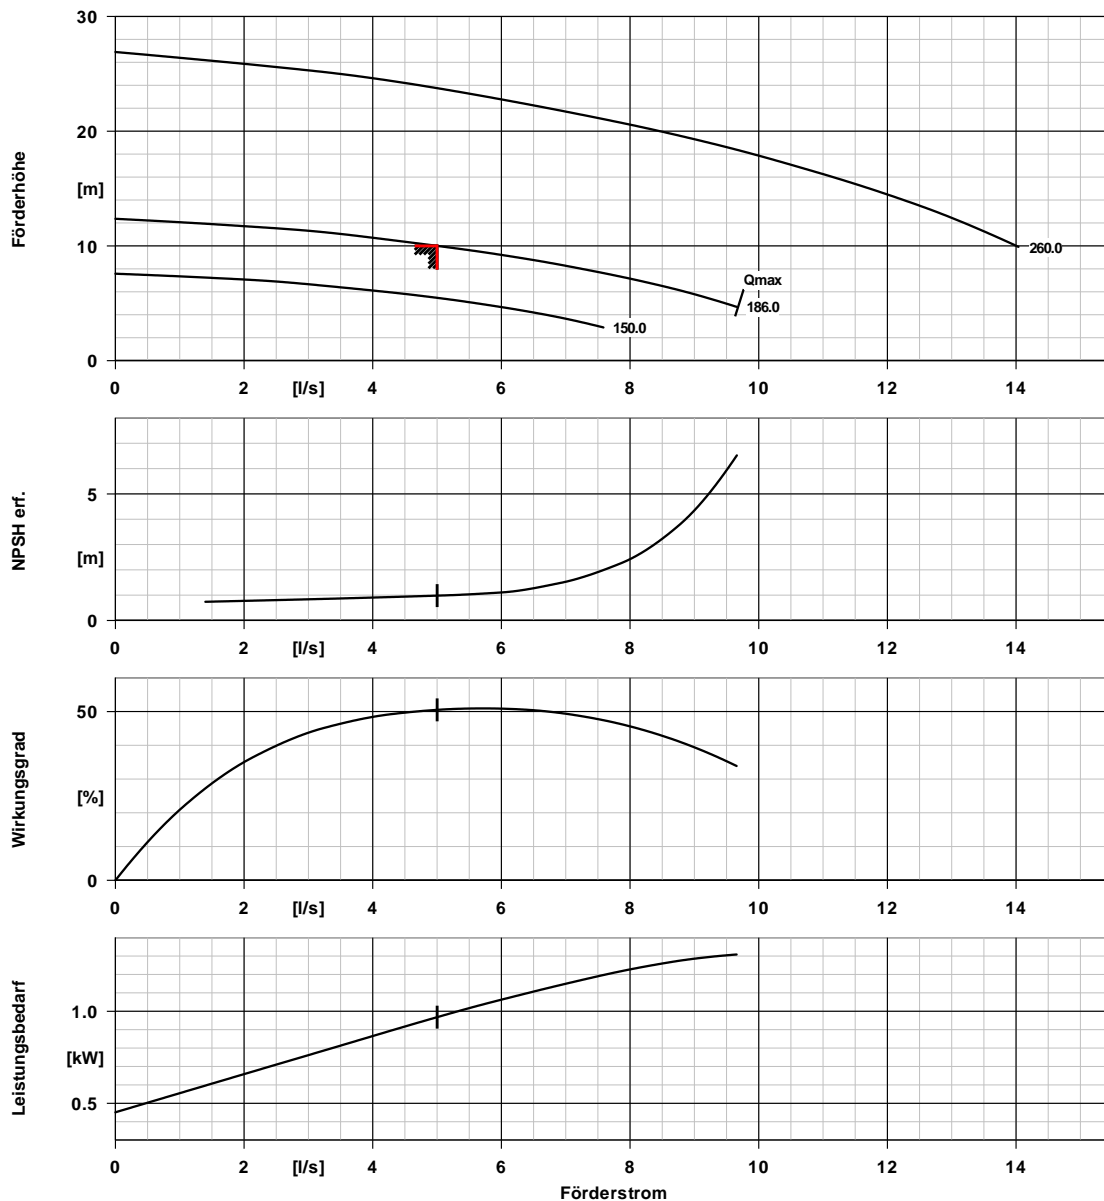 30
20
Förderhöhe
[m]
10
260.0
Qmax
186.0
150.0
0
0 2 [l/s] 4 6 8 10 12 14
5
NPSH erf.
[m]
0
0 2 [l/s] 4 6 8 10 12 14
50
Wirkungsgrad
[%]
0
0 2 [l/s] 4 6 8 10 12 14
1.0
Leistungsbedarf
[kW]
0.5
0 2 [l/s] 4 6 8 10 12 14
Förderstrom